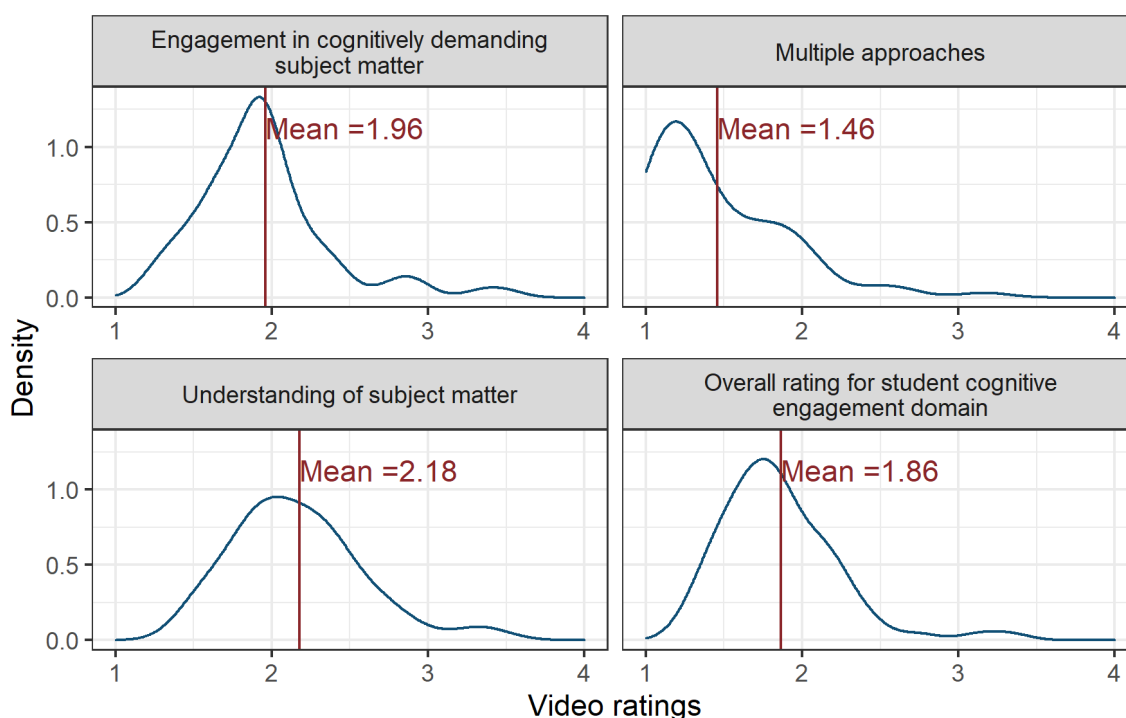 Engagement in cognitively demanding
subject matter
Multiple approaches
Mean =1.96
Mean =1.46
1.0
0.5
0.0
1 2 3 4
1 2 3 4
Understanding of subject matter
Overall rating for student cognitive
engagement domain
Mean =2.18
Mean =1.86
1.0
0.5
0.0
1 2 3 4
1 2 3 4
Density
Video ratings